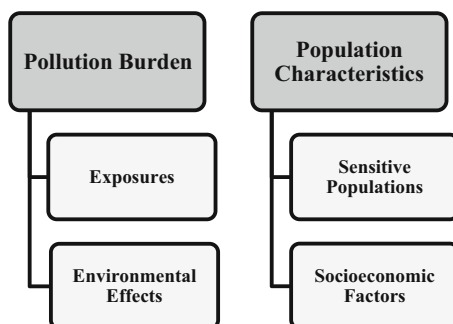 Pollution Burden
Population
Characteristics
Exposures
Sensitive
Populations
Environmental
Effects
Socioeconomic
Factors